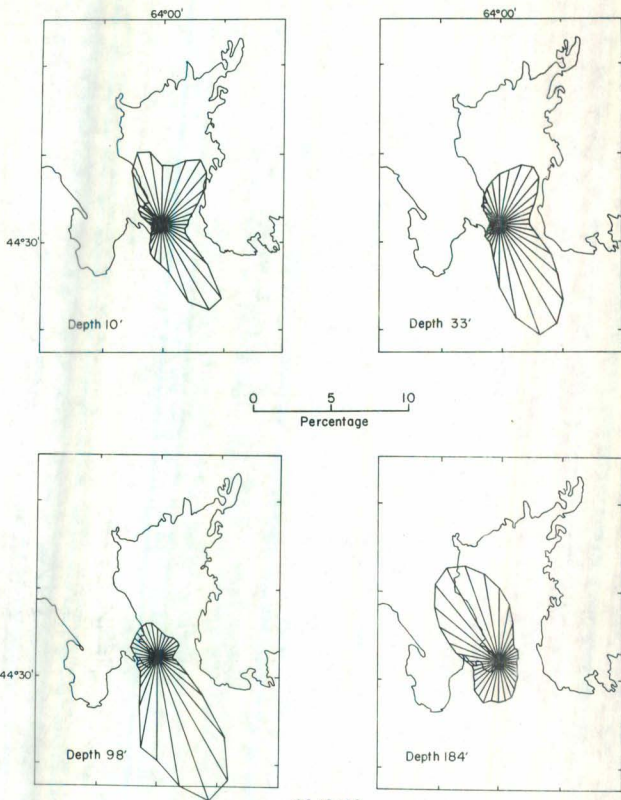 64°00'
64°00'
44°30'
Depth 10'
Depth 33'
0 5 10
Percentage
44°30'
Depth 98'
Depth 184'